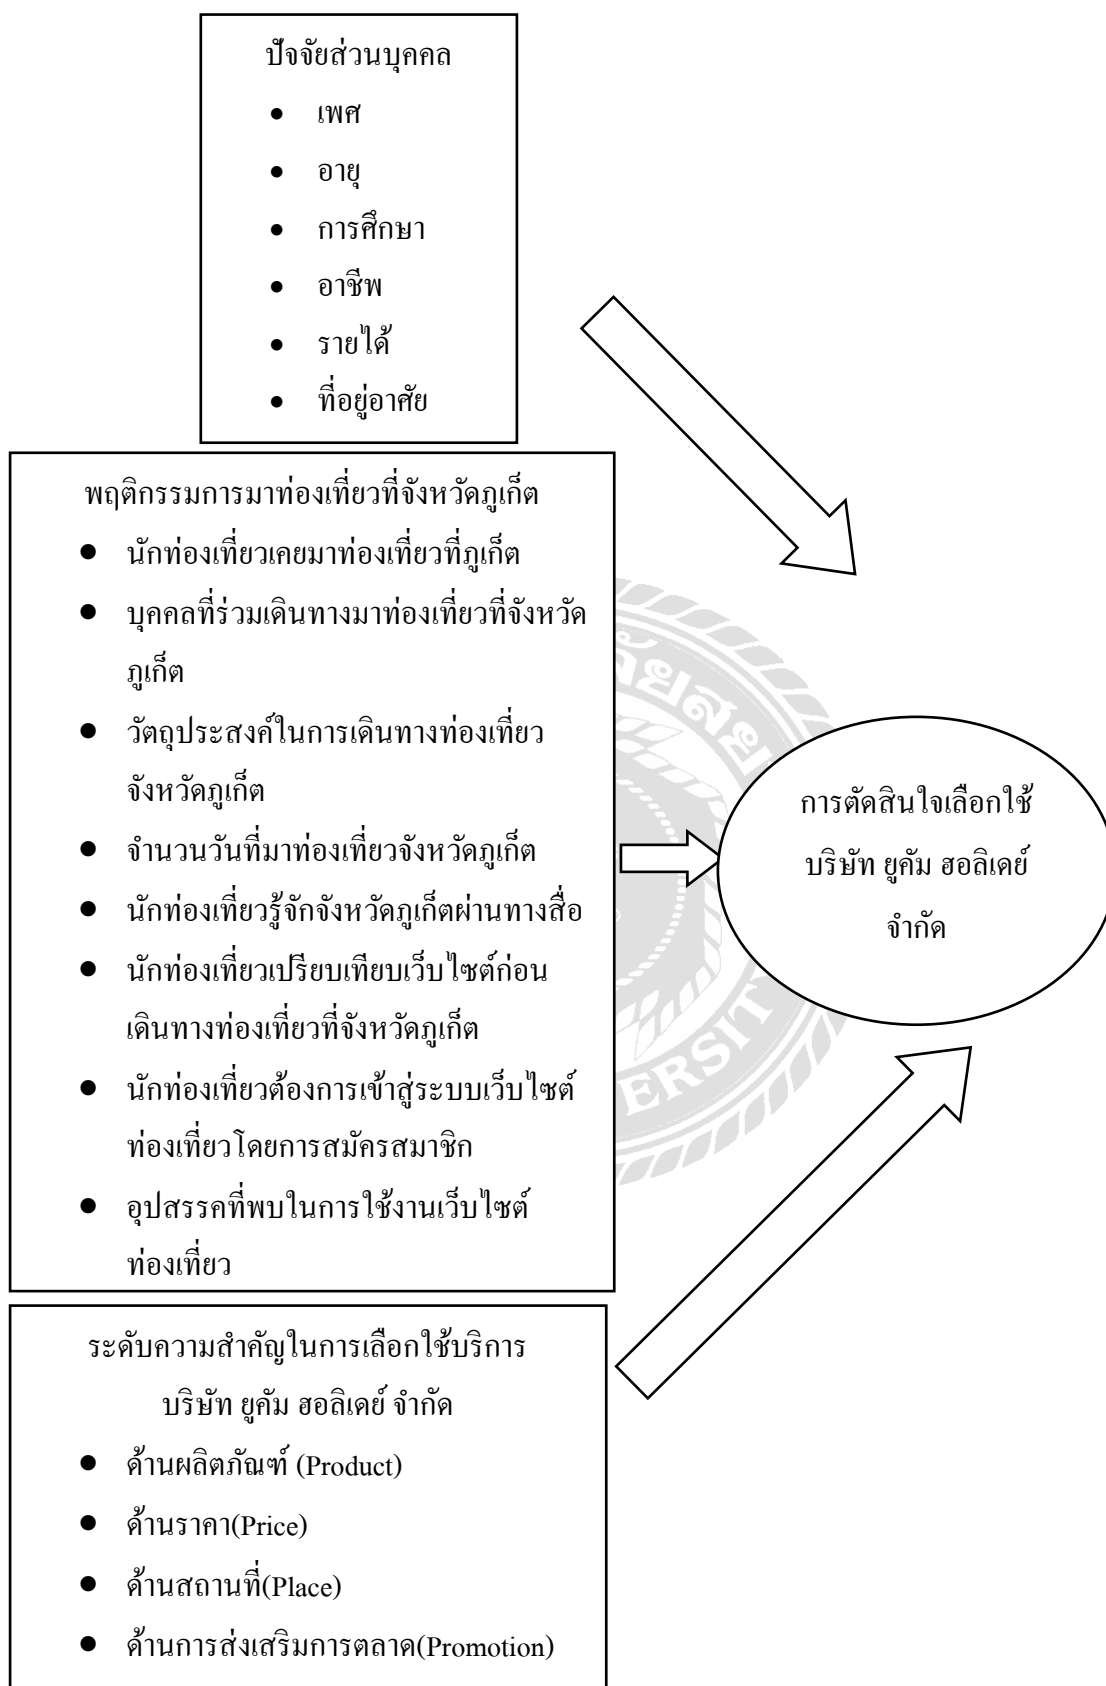 ปัจจัยส่วนบุคคล
● เพศ
● อายุ
● การศึกษา
● อาชีพ
● รายได้
● ที่อยู่อาศัย
พฤติกรรมการมาท่องเที่ยวที่จังหวัดภูเก็ต
● นักท่องเที่ยวเคยมาท่องเที่ยวที่ภูเก็ต
● บุคคลที่ร่วมเดินทางมาท่องเที่ยวที่จังหวัด
ภูเก็ต
● วัตถุประสงค์ในการเดินทางท่องเที่ยว
จังหวัดภูเก็ต
● จำนวนวันที่มาท่องเที่ยวจังหวัดภูเก็ต
● นักท่องเที่ยวรู้จักจังหวัดภูเก็ตผ่านทางสื่อ
● นักท่องเที่ยวเปรียบเทียบเว็บไซต์ก่อน
เดินทางท่องเที่ยวที่จังหวัดภูเก็ต
● นักท่องเที่ยวต้องการเข้าสู่ระบบเว็บไซต์
ท่องเที่ยวโดยการสมัครสมาชิก
● อุปสรรคที่พบในการใช้งานเว็บไซต์
ท่องเที่ยว
ระดับความสำคัญในการเลือกใช้บริการ
บริษัท ยูคัม ฮอลิเดย์ จำกัด
● ด้านผลิตภัณฑ์ (Product)
● ด้านราคา(Price)
● ด้านสถานที่(Place)
● ด้านการส่งเสริมการตลาด(Promotion)
การตัดสินใจเลือกใช้
บริษัท ยูคัม ฮอลิเดย์
จำกัด